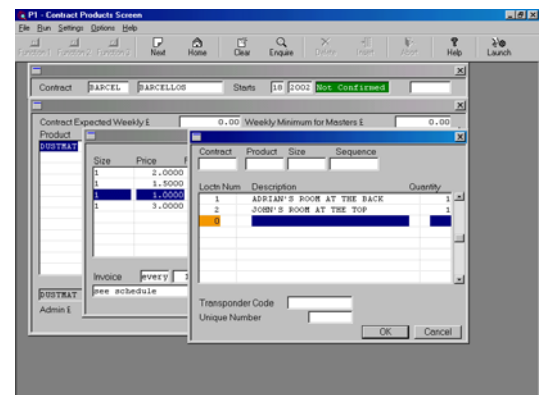 P1 - Contract Products Screen
File Run Settings Options Help
Function 1 Function 2 Function 3 Next Home Clear Enquire Delete Insert Abort Help Launch
Contract BARCEL BARCELLOS Starts 18 2002 Not Confirmed
Contract Expected Weekly £ 0.00 Weekly Minimum for Masters £ 0.00
Product
DUSTMAT
Size Price
1 2.0000
1 1.5000
1 1.0000
1 3.0000
Invoice every
see schedule
DUSTMAT
Admin £
Contract Product Size Sequence
Loctn Num Description Quantity
1 ADRIAN'S ROOM AT THE BACK 1
2 JOHN'S ROOM AT THE TOP 1
0
Transponder Code
Unique Number
OK Cancel